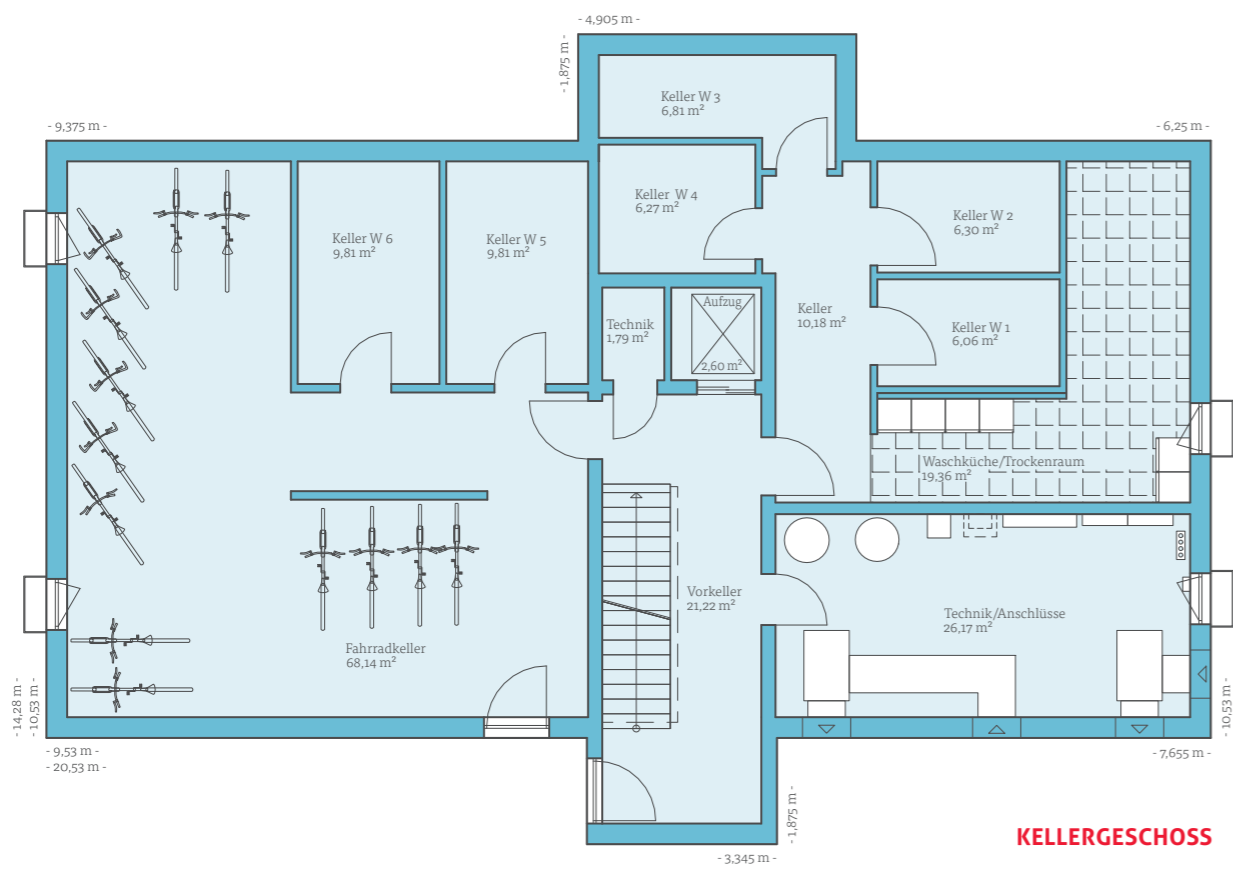 - 4,905 m -
- 1,875 m -
- 9,375 m -
- 6,25 m -
Keller W 3
6,81 m²
Keller W 4
6,27 m²
Keller W 2
6,30 m²
Keller W 6
9,81 m²
Keller W 5
9,81 m²
Aufzug
2,60 m²
Technik
1,79 m²
Keller
10,18 m²
Keller W 1
6,06 m²
Waschküche/Trockenraum
19,36 m²
Vorkeller
21,22 m²
Technik/Anschlüsse
26,17 m²
Fahrradkeller
68,14 m²
- 14,28 m -
- 10,53 m -
- 10,53 m -
- 9,53 m -
- 20,53 m -
- 7,655 m -
- 1,875 m -
- 3,345 m -
KELLERGESCHOSS